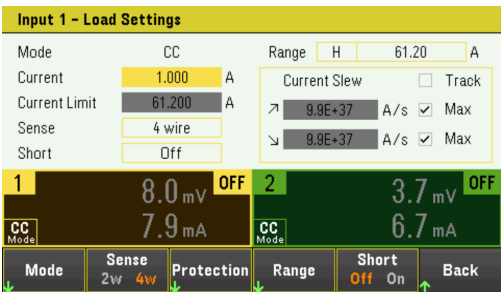 Input 1 – Load Settings
Mode CC Range H 61.20 A
Current 1.000 A Current Slew Track
Current Limit 61.200 A 9.9E+37 A/s Max
Sense 4 wire 9.9E+37 A/s Max
Short Off
1 8.0 mV OFF 2 3.7 mV OFF
CC Mode 7.9 mA CC Mode 6.7 mA
Mode Sense 2w 4w Protection Range Short Off On Back